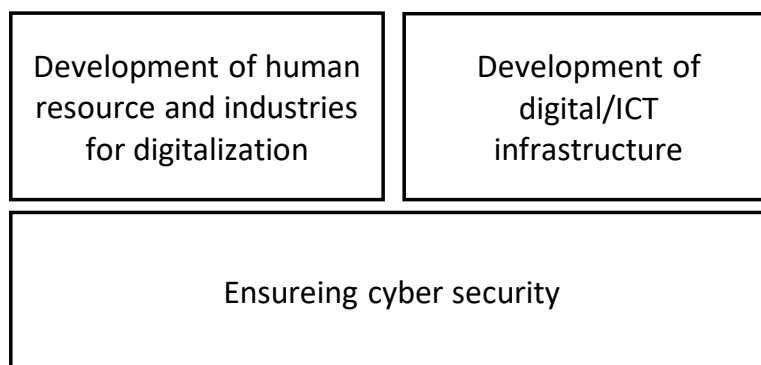 Development of human
resource and industries
for digitalization
Development of
digital/ICT
infrastructure
Ensureing cyber security